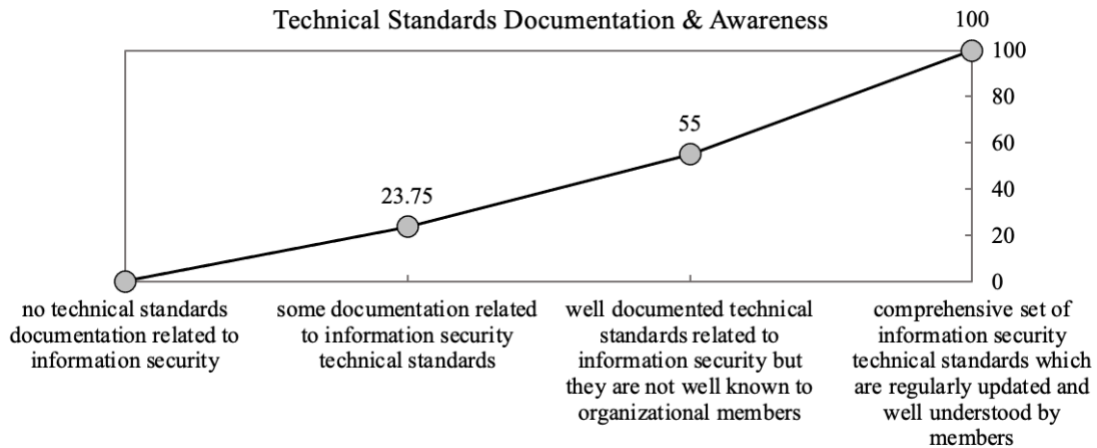 Technical Standards Documentation & Awareness
100
100
80
55
60
23.75
40
20
0
no technical standards
documentation related to
information security
some documentation related
to information security
technical standards
well documented technical
standards related to
information security but
they are not well known to
organizational members
comprehensive set of
information security
technical standards which
are regularly updated and
well understood by
members